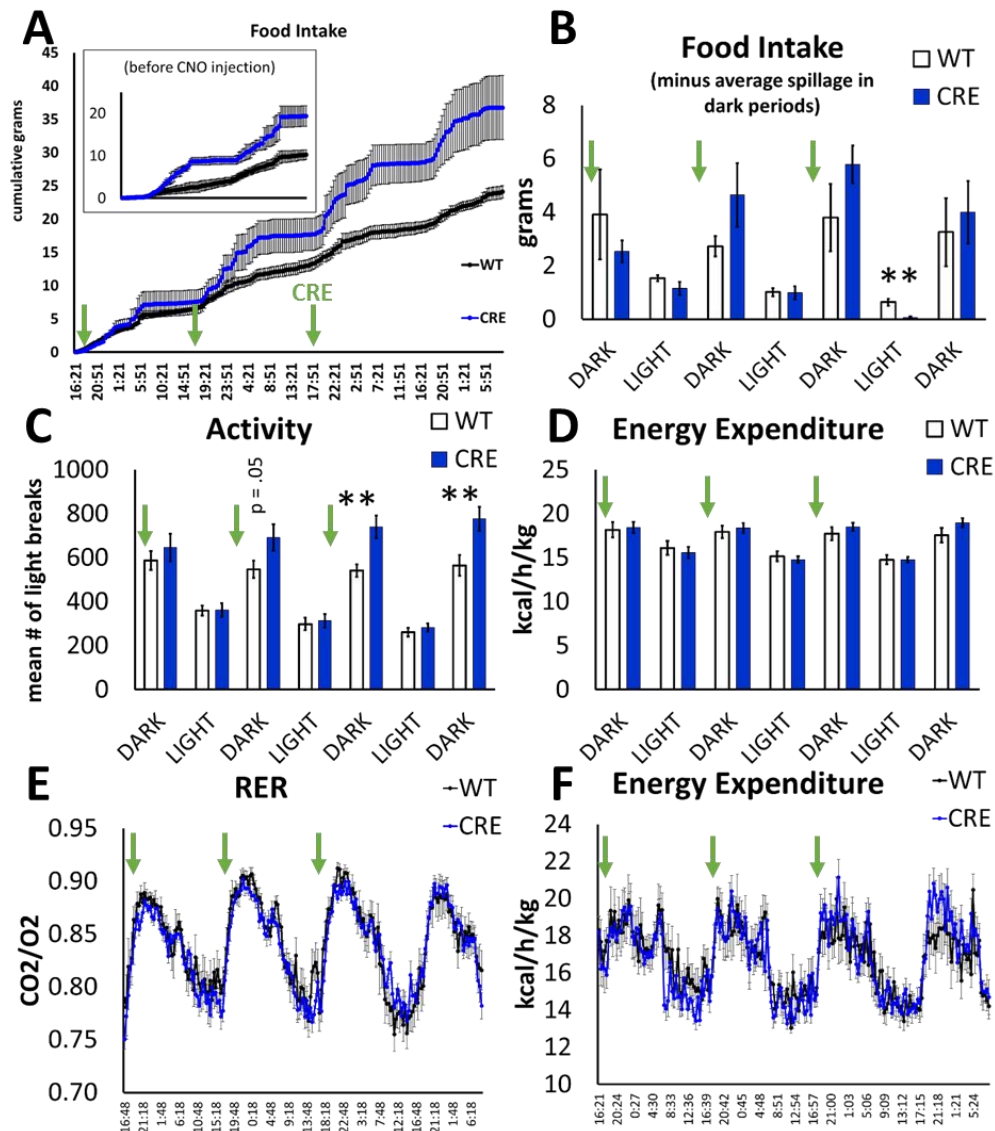 A
Food Intake
(before CNO injection)
cumulative grams
45
40
35
30
25
20
15
10
5
0
20
10
0
WT
CRE
CRE
16:21
20:51
1:21
5:51
10:21
14:51
19:21
23:51
4:21
8:51
13:21
17:51
22:21
2:51
7:21
11:51
16:21
20:51
1:21
5:51
B
Food Intake
(minus average spillage in
dark periods)
WT
CRE
grams
8
6
4
2
0
**
DARK
LIGHT
DARK
LIGHT
DARK
LIGHT
DARK
C
Activity
WT
CRE
mean # of light breaks
1000
800
600
400
200
0
p = .05
**
**
DARK
LIGHT
DARK
LIGHT
DARK
LIGHT
DARK
D
Energy Expenditure
WT
CRE
kcal/h/kg
25
20
15
10
5
0
DARK
LIGHT
DARK
LIGHT
DARK
LIGHT
DARK
E
RER
WT
CRE
CO2/O2
0.95
0.90
0.85
0.80
0.75
0.70
16:48
21:18
1:48
6:18
10:48
15:18
19:48
0:18
4:48
9:18
13:48
18:18
22:48
3:18
7:48
12:18
16:48
21:18
1:48
6:18
F
Energy Expenditure
WT
CRE
kcal/h/kg
24
22
20
18
16
14
12
10
16:21
20:24
0:27
4:30
8:33
12:36
16:39
20:42
0:45
4:48
8:51
12:54
16:57
21:00
1:03
5:06
9:09
13:12
17:15
21:18
1:21
5:24